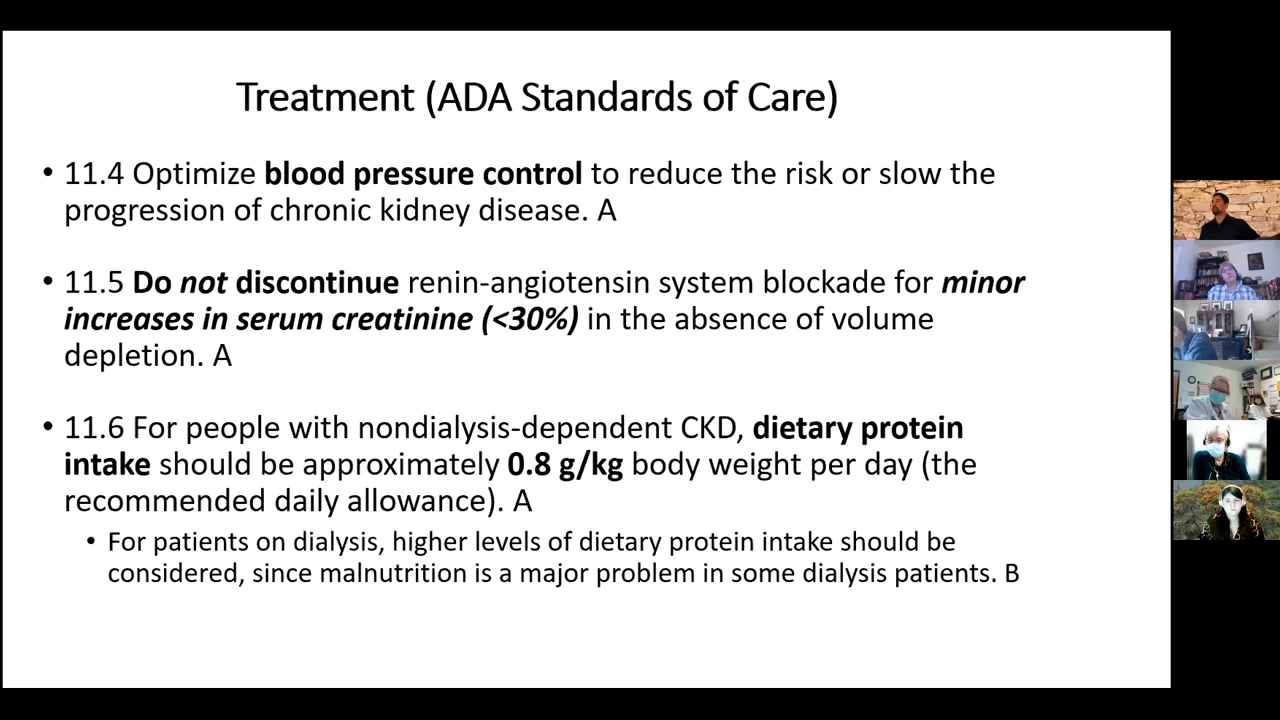 Treatment (ADA Standards of Care)
• 11.4 Optimize blood pressure control to reduce the risk or slow the
progression of chronic kidney disease. A
• 11.5 Do not discontinue renin-angiotensin system blockade for minor
increases in serum creatinine (<30%) in the absence of volume
depletion. A
• 11.6 For people with nondialysis-dependent CKD, dietary protein
intake should be approximately 0.8 g/kg body weight per day (the
recommended daily allowance). A
• For patients on dialysis, higher levels of dietary protein intake should be
considered, since malnutrition is a major problem in some dialysis patients. B